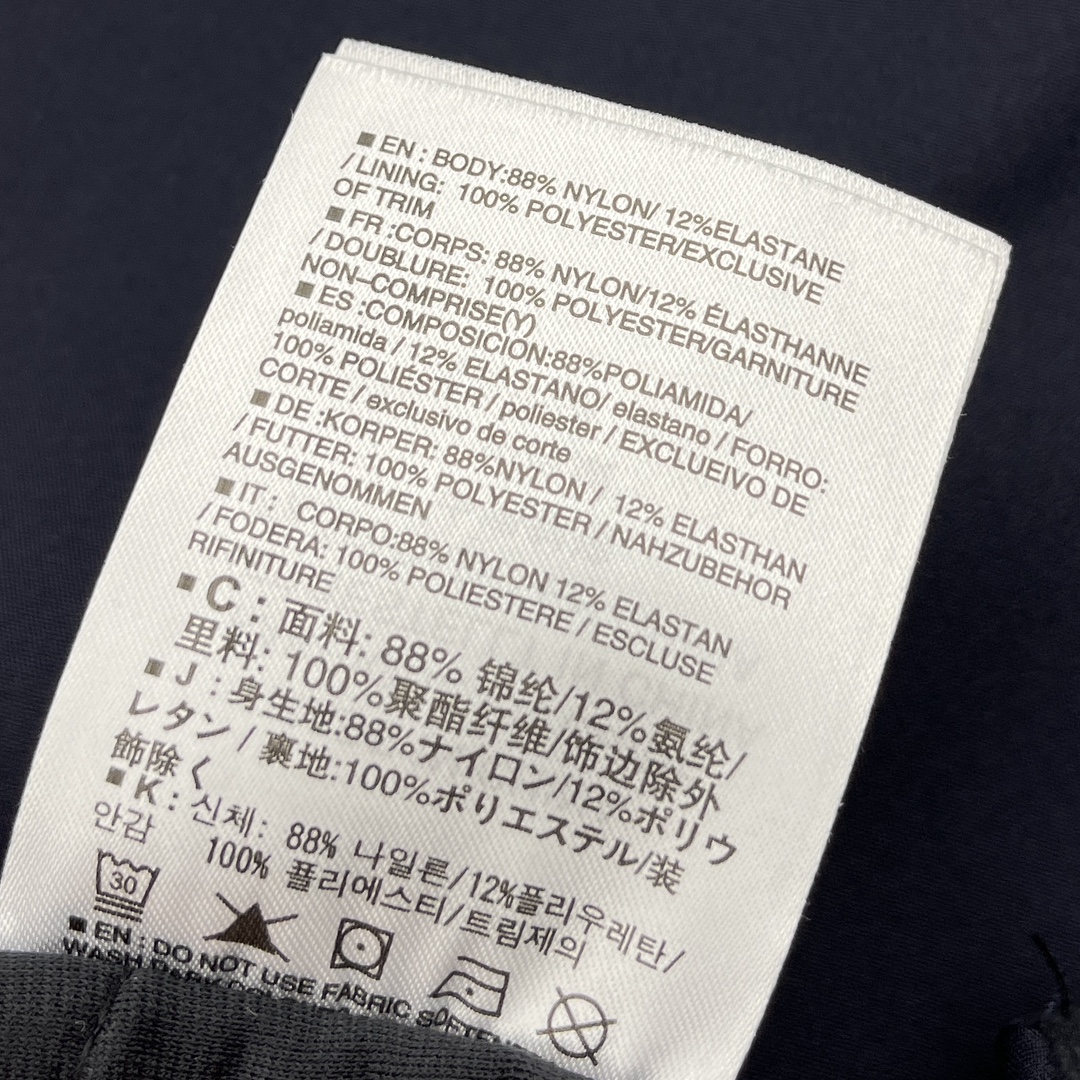 ■ EN : BODY:88% NYLON/ 12%ELASTANE
/ LINING: 100% POLYESTER/EXCLUSIVE
OF TRIM
■ FR :CORPS: 88% NYLON/12% ÉLASTHANNE
/ DOUBLURE: 100% POLYESTER/GARNITURE
NON–COMPRISE(Y)
■ ES :COMPOSICIÓN:88%POLIAMIDA/
poliamida / 12% ELASTANO/ elastano / FORRO:
100% POLIÉSTER / poliester / EXCLUEIVO DE
CORTE / exclusivo de corte
■ DE :KORPER: 88%NYLON / 12% ELASTHAN
/ FUTTER: 100% POLYESTER / NAHZUBEHOR
AUSGENOMMEN
■ IT : CORPO:88% NYLON 12% ELASTAN
/ FODERA: 100% POLIESTERE / ESCLUSE
RIFINITURE
■ C : 面料: 88% 锦纶/12%氨纶/
里料: 100%聚酯纤维/饰边除外
■ J : 身生地:88%ナイロン/12%ポリウ
レタン / 裏地:100%ポリエステル/装
飾除く
■ K : 신체: 88% 나일론/12%폴리우레탄/
안감 100% 폴리에스터/트림제의
30
■ EN : DO NOT USE FABRIC SOFTENER
WASH DARK